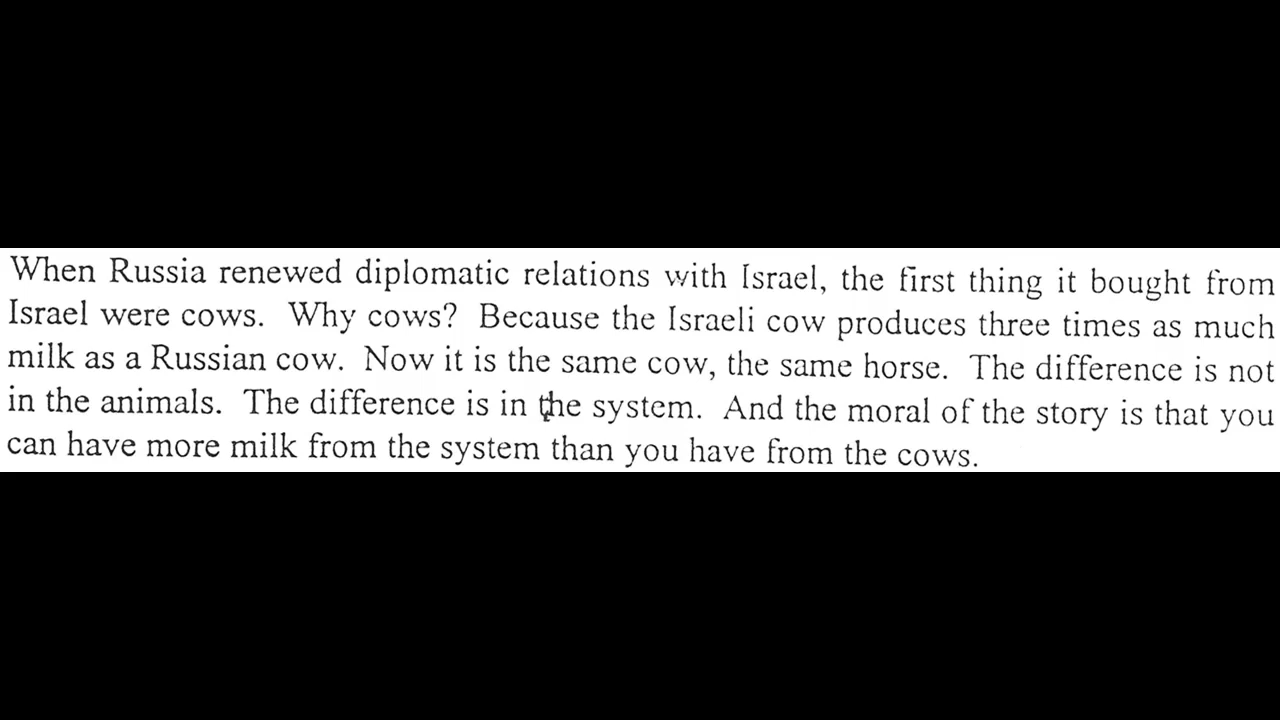 When Russia renewed diplomatic relations with Israel, the first thing it bought from
Israel were cows. Why cows? Because the Israeli cow produces three times as much
milk as a Russian cow. Now it is the same cow, the same horse. The difference is not
in the animals. The difference is in the system. And the moral of the story is that you
can have more milk from the system than you have from the cows.